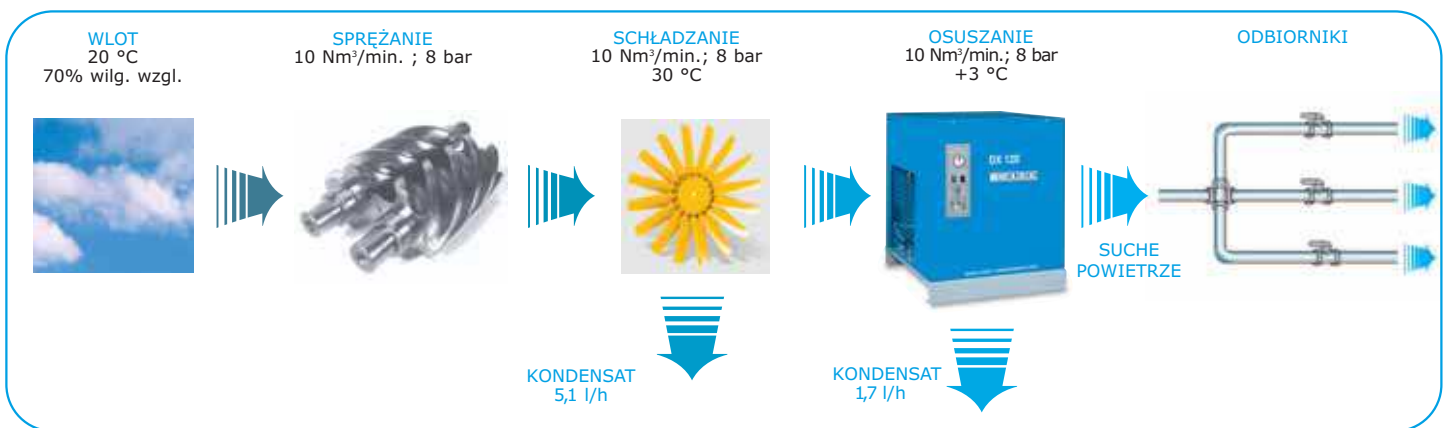 WLOT
20 °C
70% wilg. wzgl.
SPRĘŻANIE
10 Nm³/min. ; 8 bar
SCHŁADZANIE
10 Nm³/min.; 8 bar
30 °C
OSUSZANIE
10 Nm³/min.; 8 bar
+3 °C
ODBIORNIKI
SUCHE
POWIETRZE
KONDENSAT
5,1 l/h
KONDENSAT
1,7 l/h